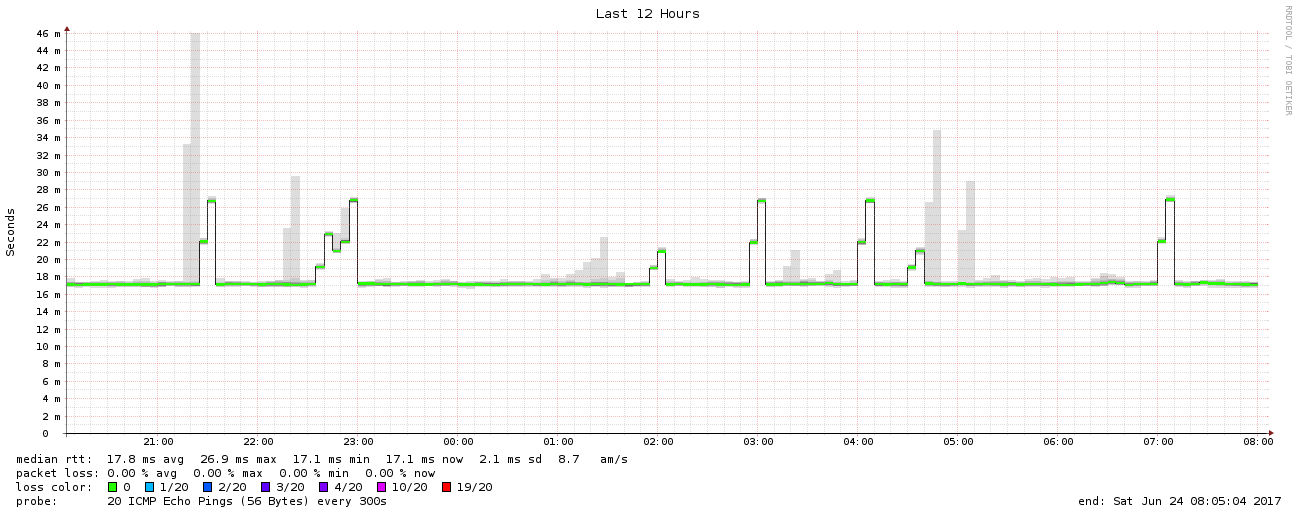 Last 12 Hours
RRDTOOL / TOBI OETIKER
Seconds
46 m
44 m
42 m
40 m
38 m
36 m
34 m
32 m
30 m
28 m
26 m
24 m
22 m
20 m
18 m
16 m
14 m
12 m
10 m
8 m
6 m
4 m
2 m
0
21:00 22:00 23:00 00:00 01:00 02:00 03:00 04:00 05:00 06:00 07:00 08:00
median rtt: 17.8 ms avg 26.9 ms max 17.1 ms min 17.1 ms now 2.1 ms sd 8.7 am/s
packet loss: 0.00 % avg 0.00 % max 0.00 % min 0.00 % now
loss color: 0 1/20 2/20 3/20 4/20 10/20 19/20
probe: 20 ICMP Echo Pings (56 Bytes) every 300s end: Sat Jun 24 08:05:04 2017